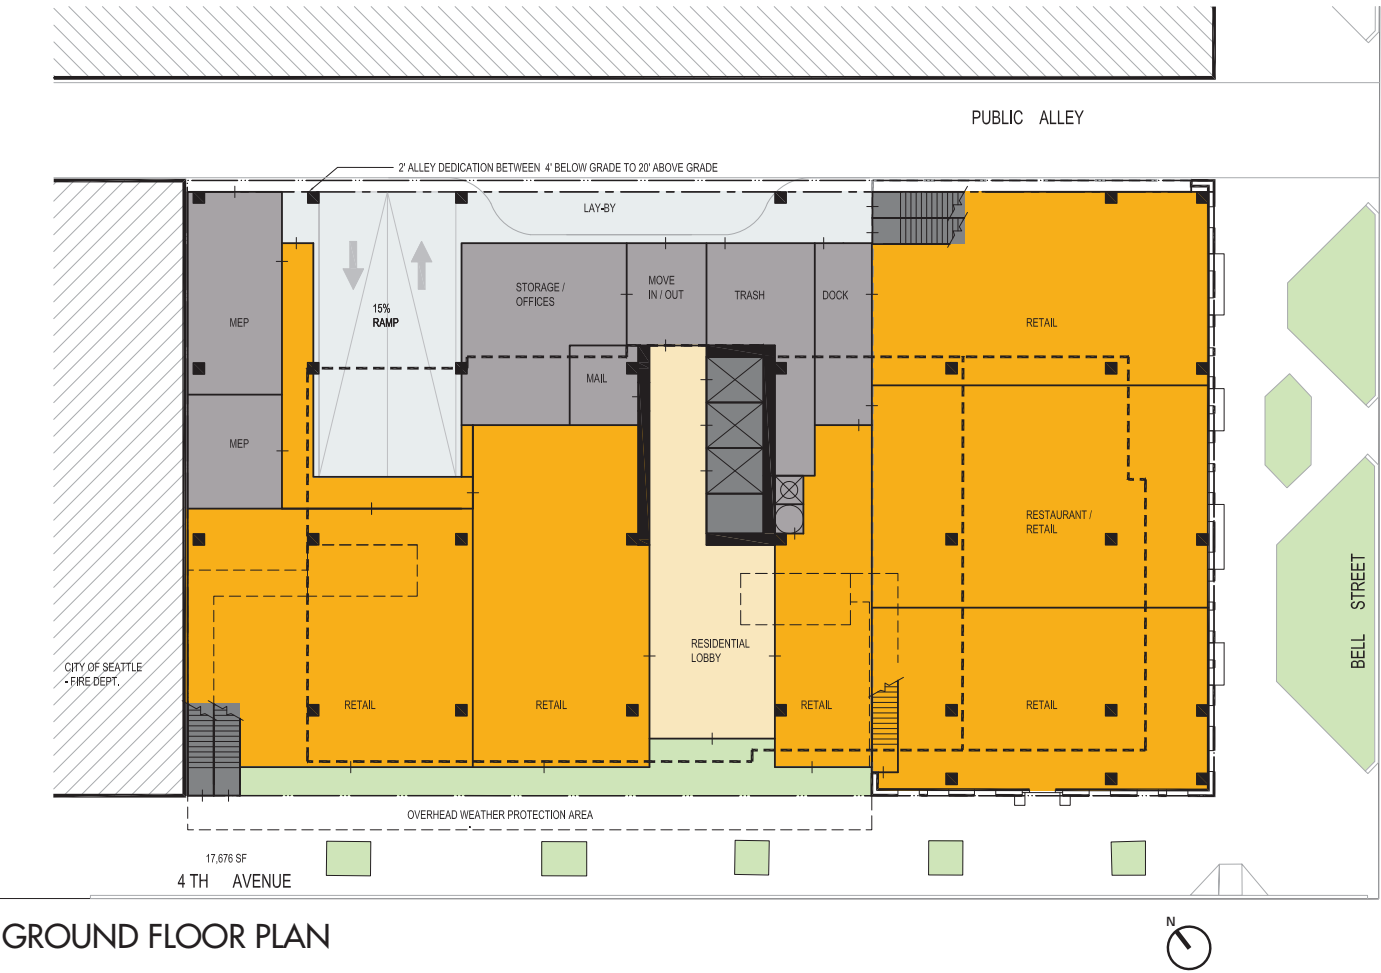 PUBLIC ALLEY
2' ALLEY DEDICATION BETWEEN 4' BELOW GRADE TO 20' ABOVE GRADE
LAY-BY
STORAGE /
OFFICES
MOVE
IN / OUT
TRASH
DOCK
15%
RAMP
MEP
RETAIL
MAIL
MEP
RESTAURANT /
RETAIL
BELL STREET
RESIDENTIAL
LOBBY
CITY OF SEATTLE
- FIRE DEPT.
RETAIL
RETAIL
RETAIL
RETAIL
OVERHEAD WEATHER PROTECTION AREA
17,676 SF
4 TH AVENUE
GROUND FLOOR PLAN
N